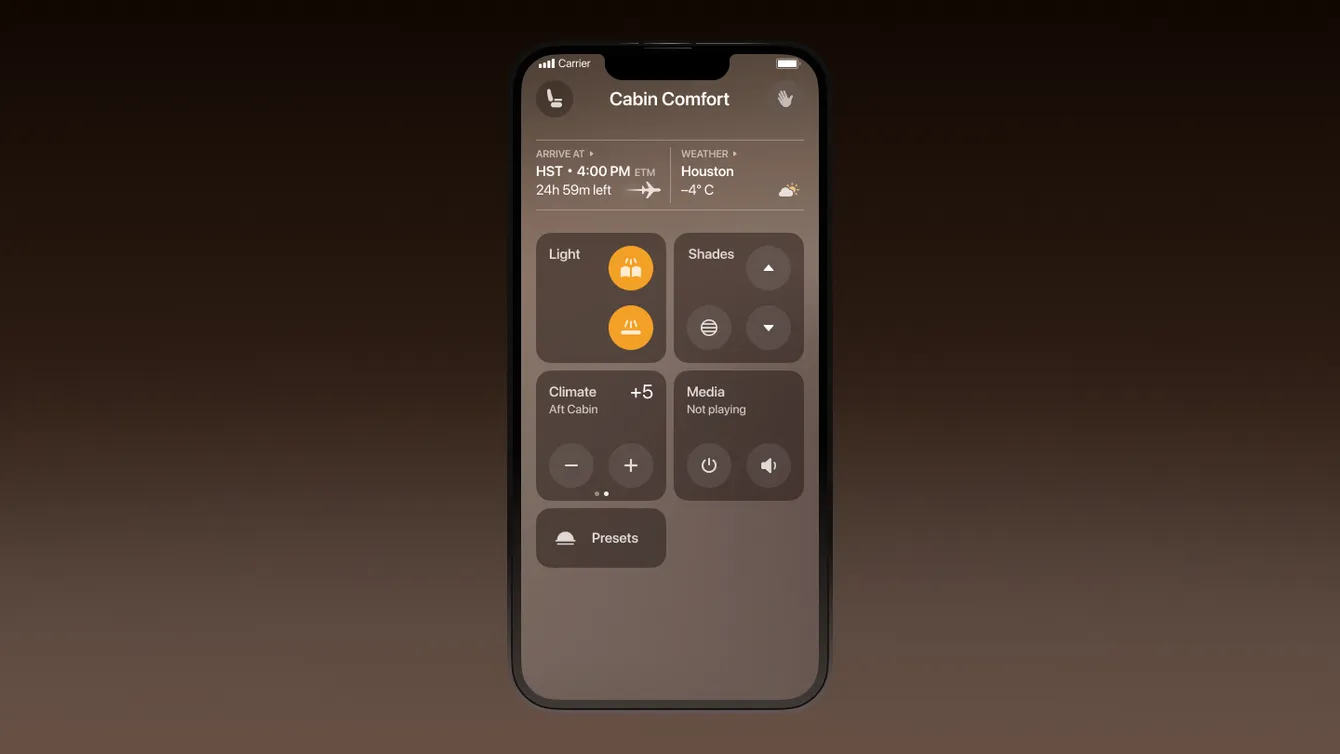 Carrier
Cabin Comfort
ARRIVE AT
HST • 4:00 PM ETM
24h 59m left
WEATHER
Houston
–4° C
Light
Shades
Climate +5
Aft Cabin
Media
Not playing
Presets